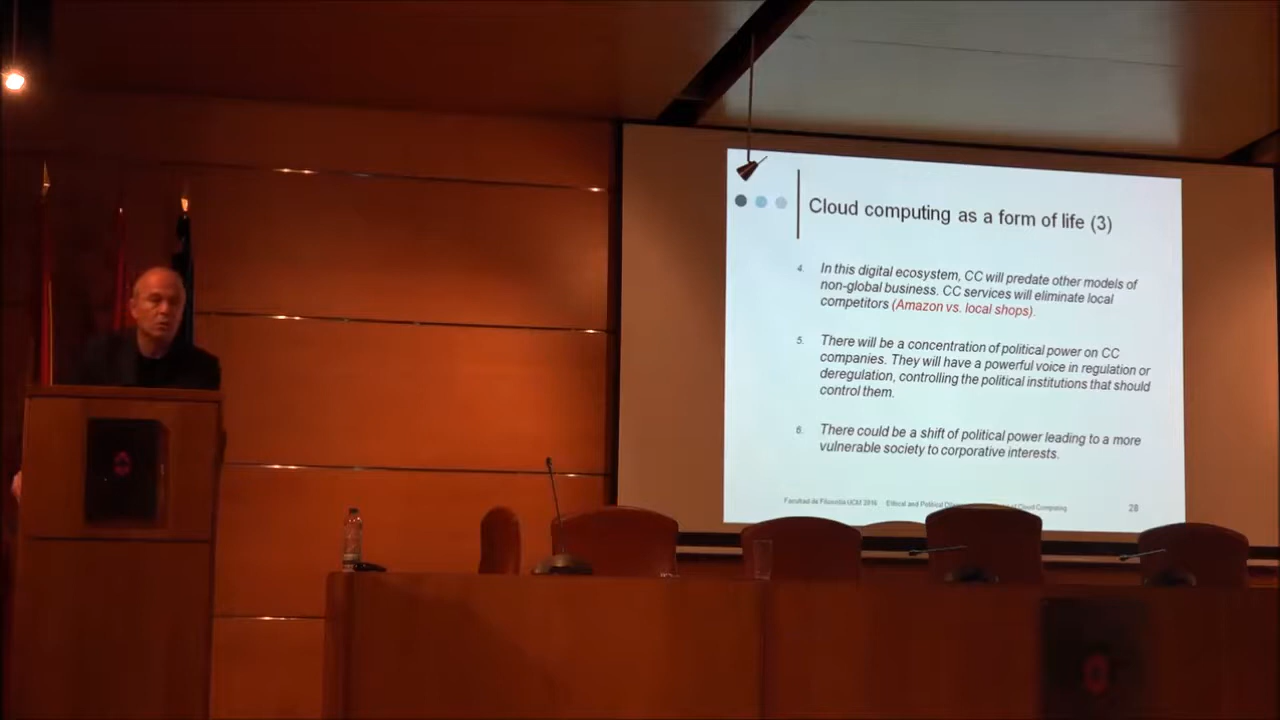 Cloud computing as a form of life (3)
4. In this digital ecosystem, CC will predate other models of
non-global business. CC services will eliminate local
competitors (Amazon vs. local shops).
5. There will be a concentration of political power on CC
companies. They will have a powerful voice in regulation or
deregulation, controlling the political institutions that should
control them.
6. There could be a shift of political power leading to a more
vulnerable society to corporative interests.
Facultad de Filosofía UCM 2016 Ethical and Political of Cloud Computing 28